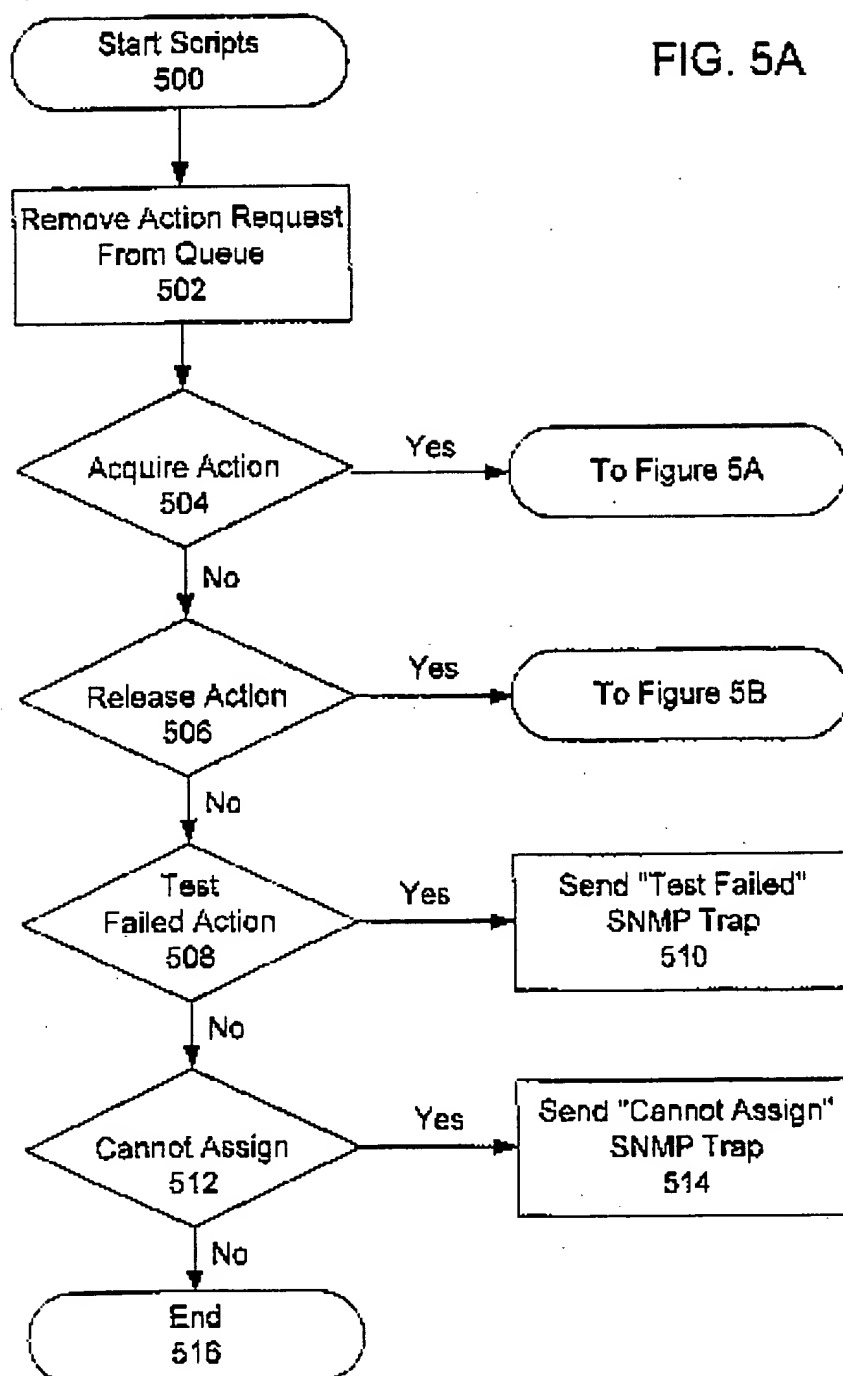 Start Scripts
500
FIG. 5A
Remove Action Request
From Queue
502
Acquire Action
504
Yes
To Figure 5A
No
Release Action
506
Yes
To Figure 5B
No
Test
Failed Action
508
Yes
Send "Test Failed"
SNMP Trap
510
No
Cannot Assign
512
Yes
Send "Cannot Assign"
SNMP Trap
514
No
End
516